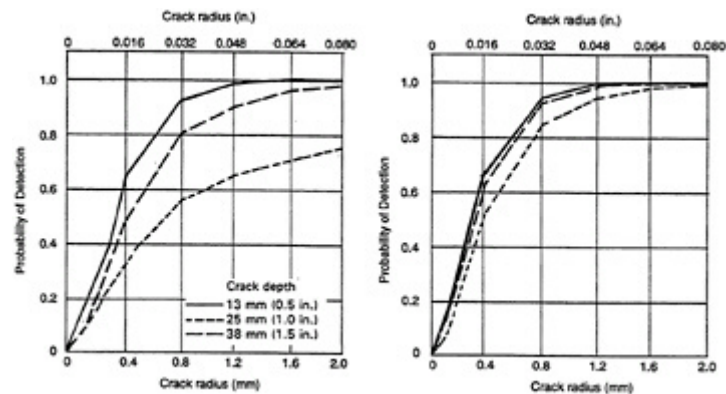 Crack radius (in.)
0 0.016 0.032 0.048 0.064 0.080
1.0
0.8
0.6
0.4
0.2
0
Probability of Detection
Crack depth
13 mm (0.5 in.)
25 mm (1.0 in.)
38 mm (1.5 in.)
0 0.4 0.8 1.2 1.6 2.0
Crack radius (mm)
Crack radius (in.)
0 0.016 0.032 0.048 0.064 0.080
1.0
0.8
0.6
0.4
0.2
0
Probability of Detection
0 0.4 0.8 1.2 1.6 2.0
Crack radius (mm)